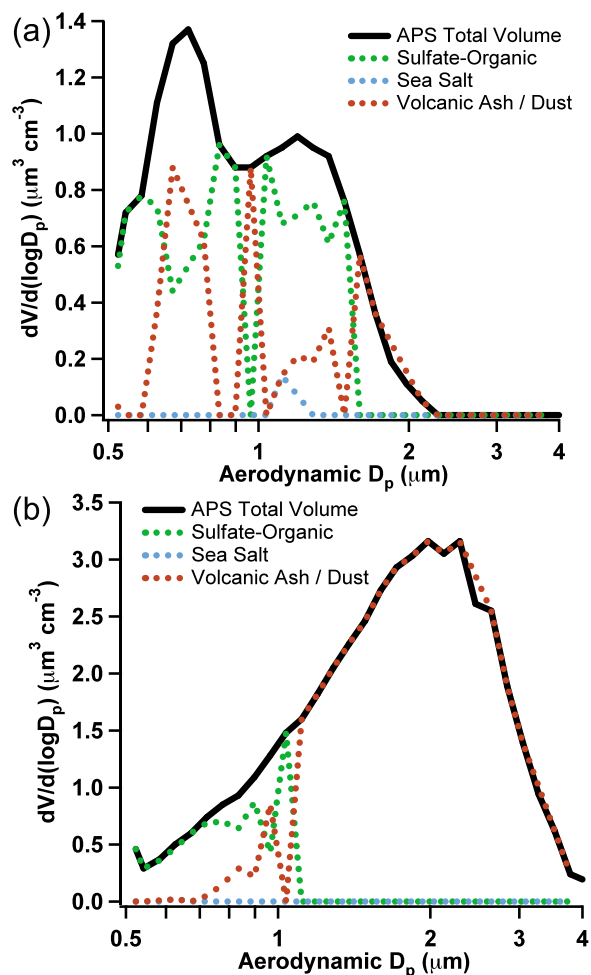 (a)
1.4
1.2
1.0
0.8
0.6
0.4
0.2
0.0
dV/d(logDp) (μm³ cm⁻³)
APS Total Volume
Sulfate-Organic
Sea Salt
Volcanic Ash / Dust
0.5 1 2 3 4
Aerodynamic Dp (μm)
(b)
3.5
3.0
2.5
2.0
1.5
1.0
0.5
0.0
dV/d(logDp) (μm³ cm⁻³)
APS Total Volume
Sulfate-Organic
Sea Salt
Volcanic Ash / Dust
0.5 1 2 3 4
Aerodynamic Dp (μm)